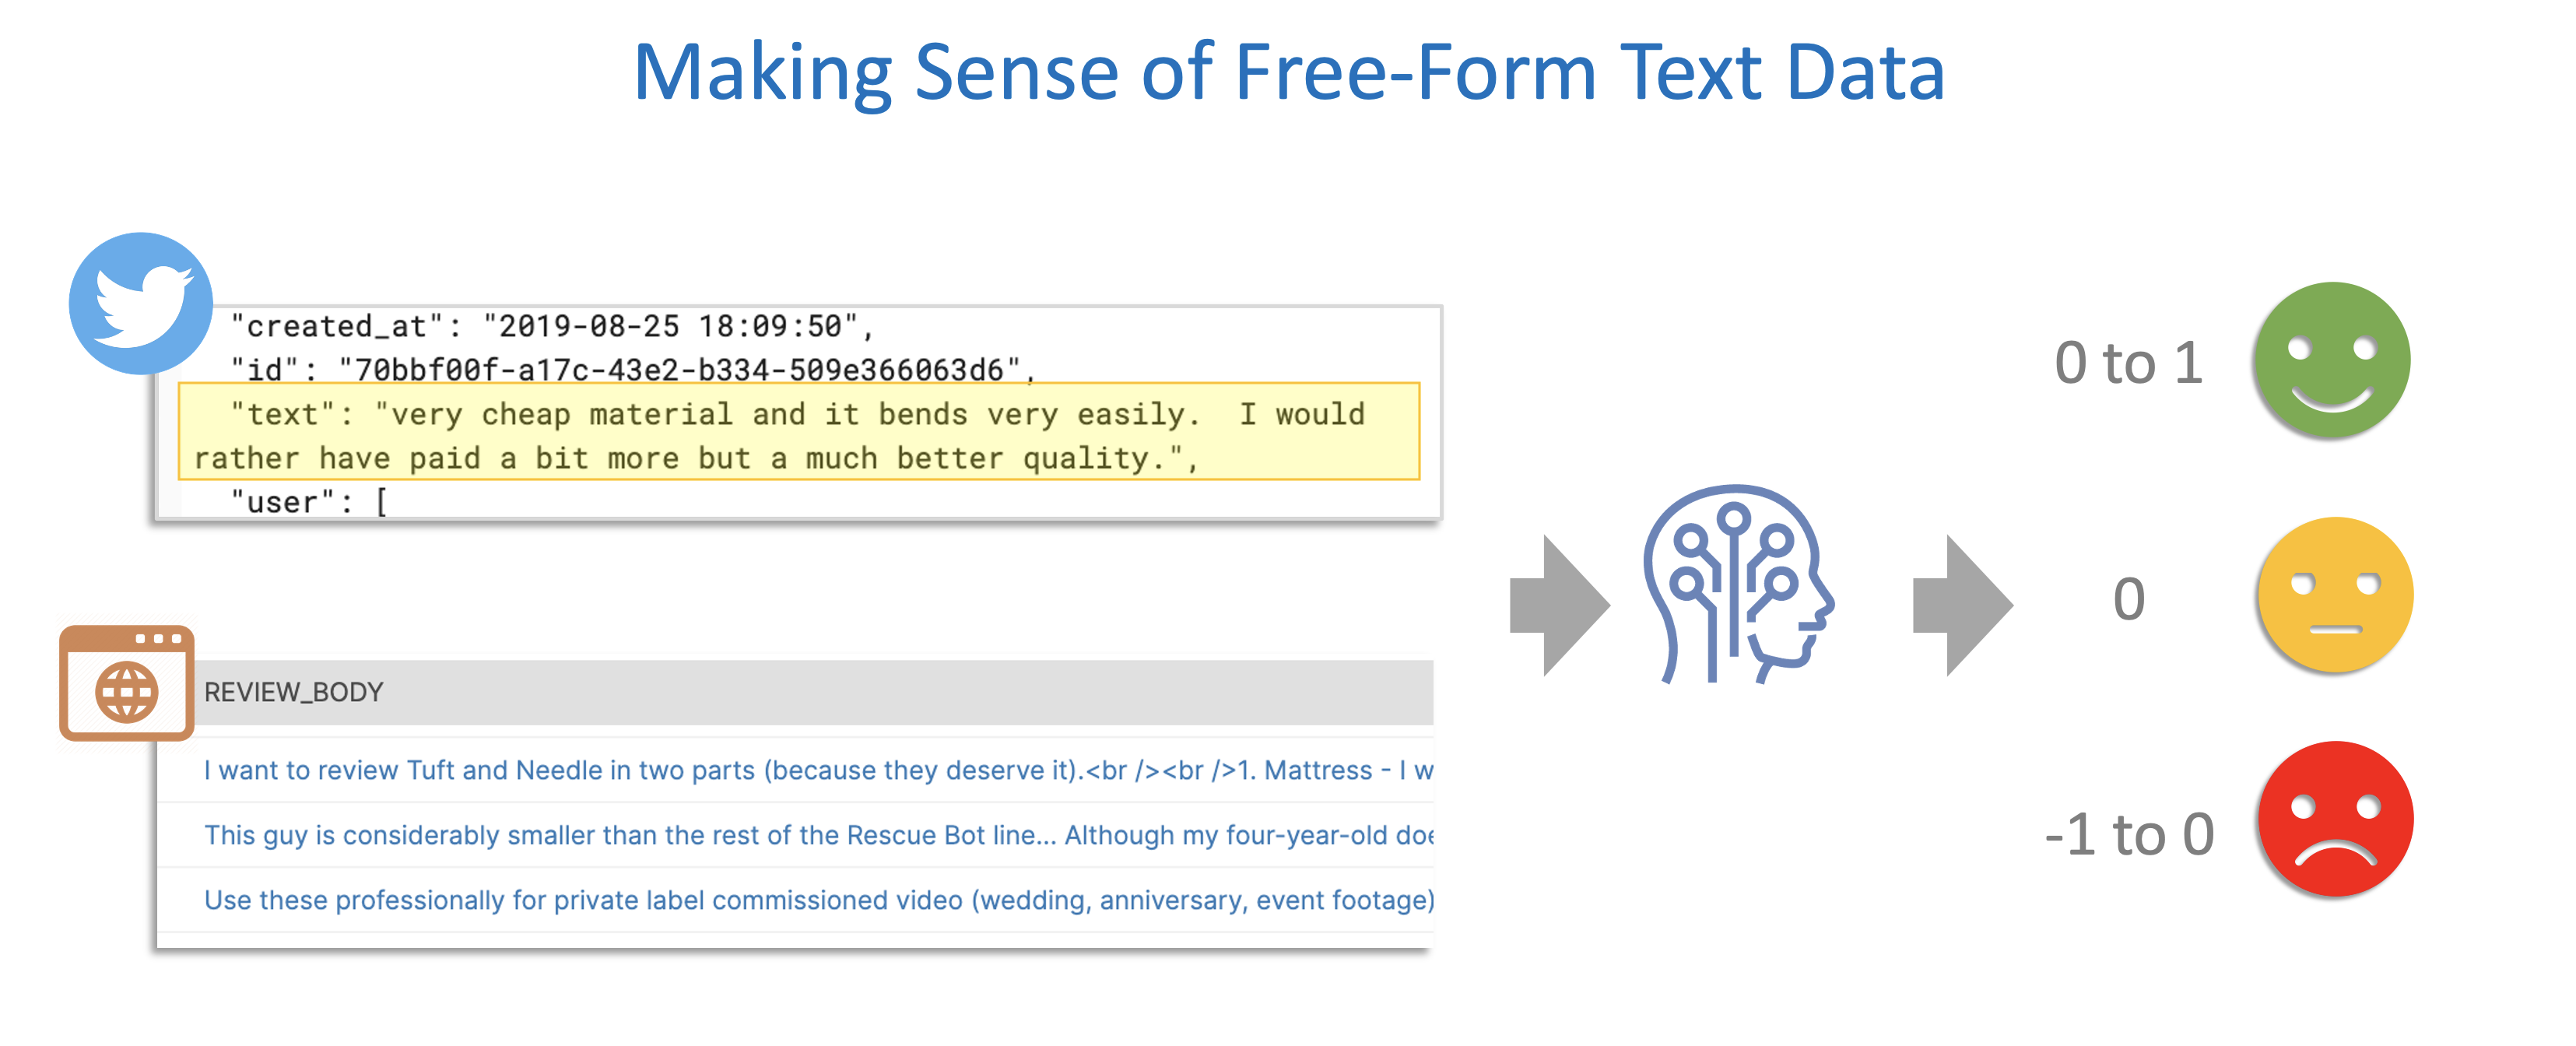 Making Sense of Free-Form Text Data
"created_at": "2019-08-25 18:09:50",
"id": "70bbf00f-a17c-43e2-b334-509e366063d6",
"text": "very cheap material and it bends very easily.  I would
rather have paid a bit more but a much better quality.",
"user": [
REVIEW_BODY
I want to review Tuft and Needle in two parts (because they deserve it).<br /><br />1. Mattress - I w
This guy is considerably smaller than the rest of the Rescue Bot line... Although my four-year-old doe
Use these professionally for private label commissioned video (wedding, anniversary, event footage)
0 to 1
0
-1 to 0